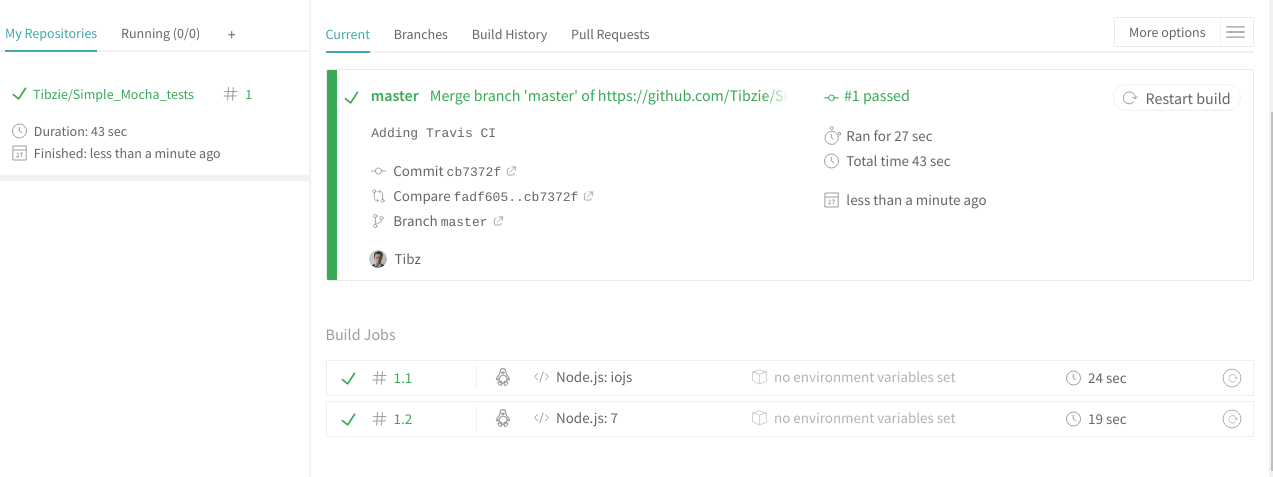 My Repositories Running (0/0) +
Tibzie/Simple_Mocha_tests # 1
Duration: 43 sec
Finished: less than a minute ago
Current Branches Build History Pull Requests More options
master Merge branch 'master' of https://github.com/Tibzie/Si #1 passed Restart build
Adding Travis CI
Ran for 27 sec
Total time 43 sec
Commit cb7372f
Compare fadf605..cb7372f
less than a minute ago
Branch master
Tibz
Build Jobs
# 1.1 </> Node.js: iojs no environment variables set 24 sec
# 1.2 </> Node.js: 7 no environment variables set 19 sec